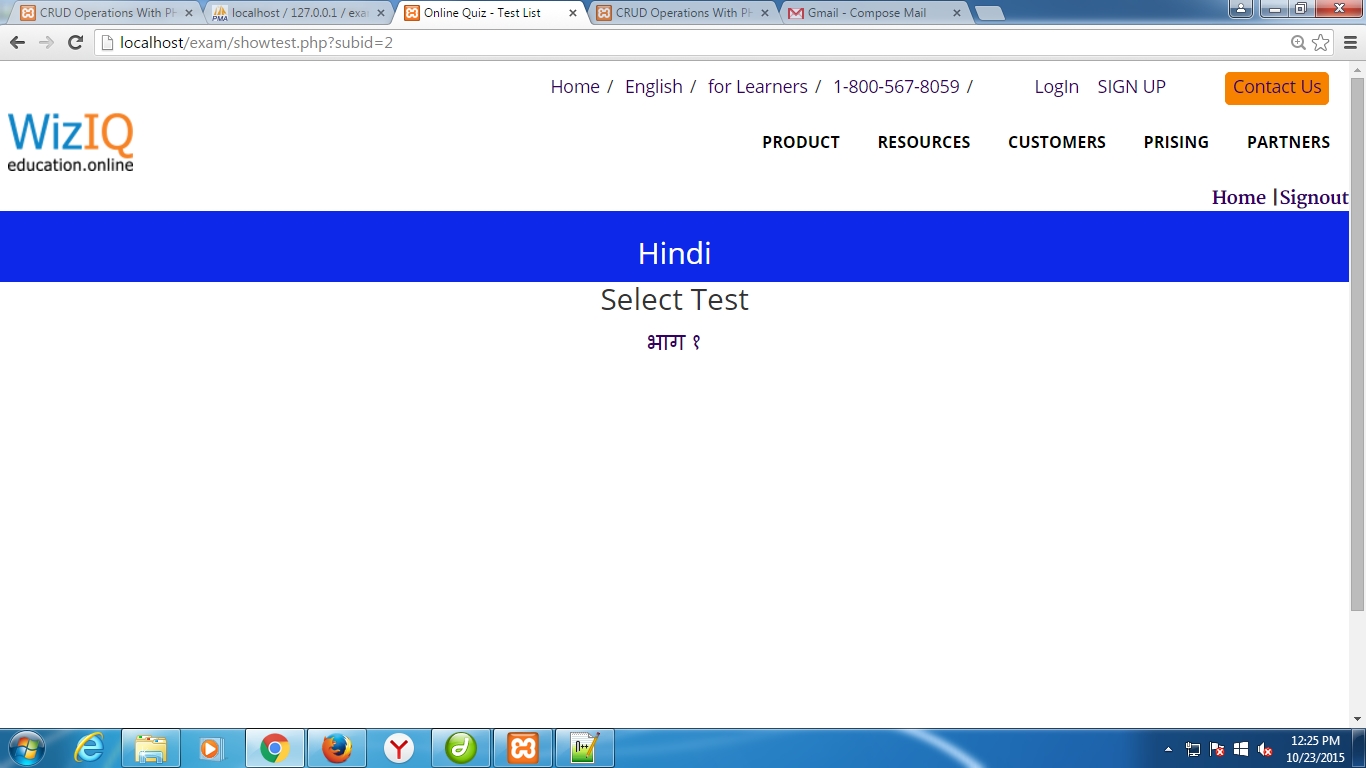 CRUD Operations With PH
localhost / 127.0.0.1 / exa
Online Quiz - Test List
CRUD Operations With PH
Gmail - Compose Mail
localhost/exam/showtest.php?subid=2
Home / English / for Learners / 1-800-567-8059 / LogIn SIGN UP Contact Us
WizIQ
education.online
PRODUCT RESOURCES CUSTOMERS PRISING PARTNERS
Home |Signout
Hindi
Select Test
भाग १
12:25 PM
10/23/2015